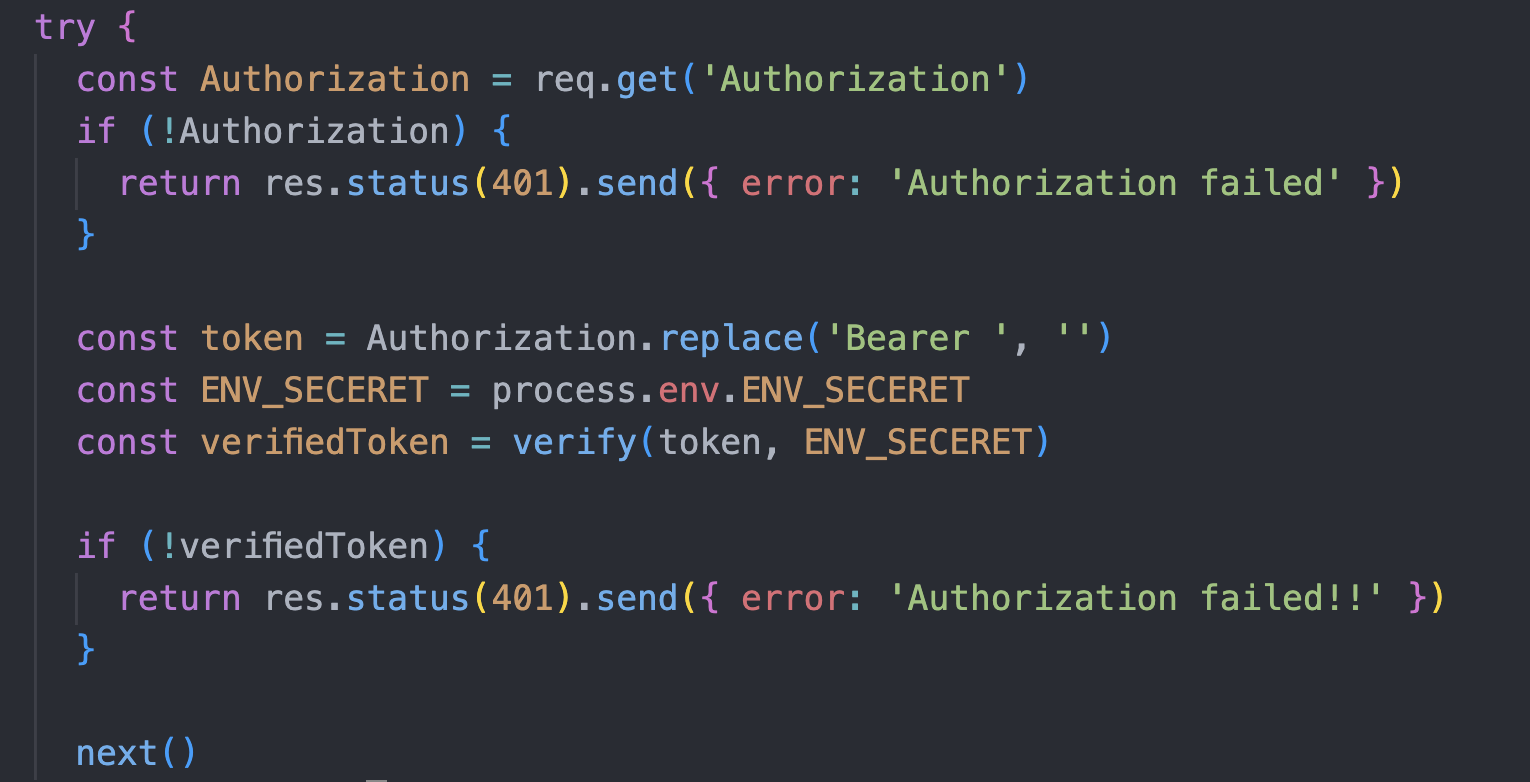 try {
const Authorization = req.get('Authorization')
if (!Authorization) {
return res.status(401).send({ error: 'Authorization failed' })
}
const token = Authorization.replace('Bearer ', '')
const ENV_SECERET = process.env.ENV_SECERET
const verifiedToken = verify(token, ENV_SECERET)
if (!verifiedToken) {
return res.status(401).send({ error: 'Authorization failed!!' })
}
next()